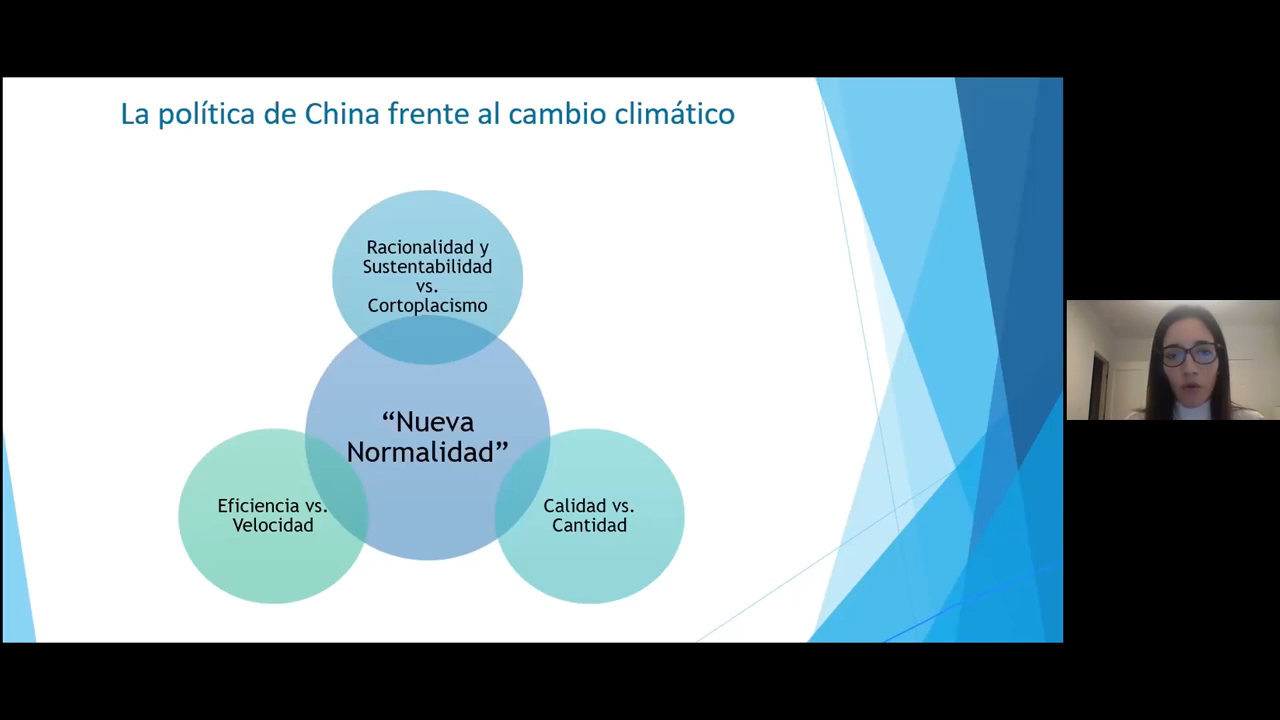 La política de China frente al cambio climático
Racionalidad y
Sustentabilidad
vs.
Cortoplacismo
“Nueva
Normalidad”
Eficiencia vs.
Velocidad
Calidad vs.
Cantidad